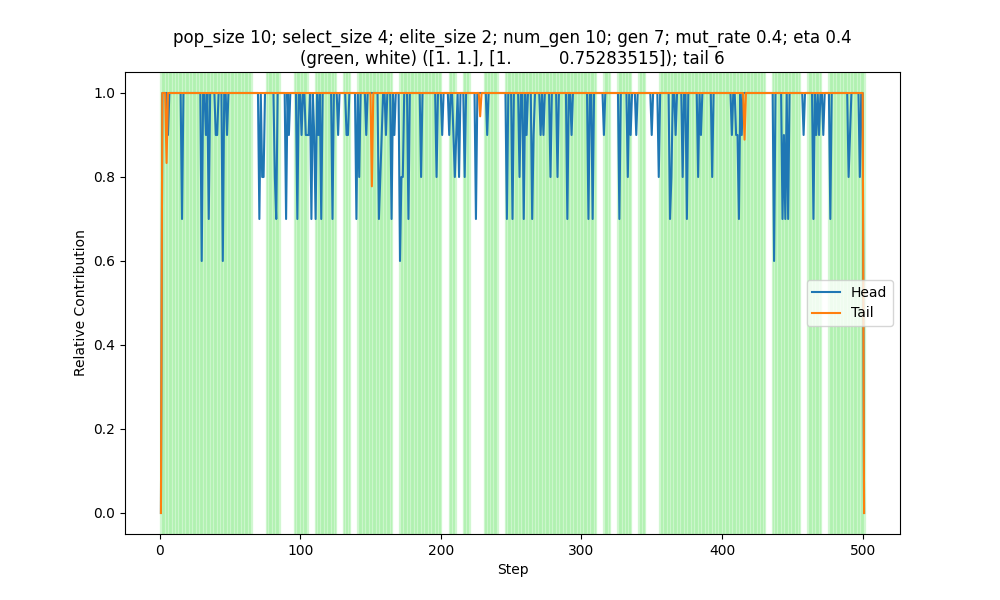 pop_size 10; select_size 4; elite_size 2; num_gen 10; gen 7; mut_rate 0.4; eta 0.4
(green, white) ([1. 1.], [1.         0.75283515]); tail 6
1.0
0.8
0.6
0.4
0.2
0.0
Relative Contribution
Head
Tail
0
100
200
300
400
500
Step